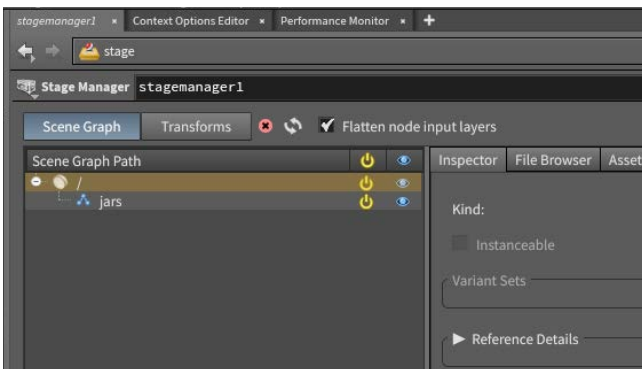 stagemanager1 × Context Options Editor × Performance Monitor × +
stage
Stage Manager stagemanager1
Scene Graph Transforms Flatten node input layers
Scene Graph Path Inspector File Browser Asset
/
jars
Kind:
Instanceable
Variant Sets
Reference Details